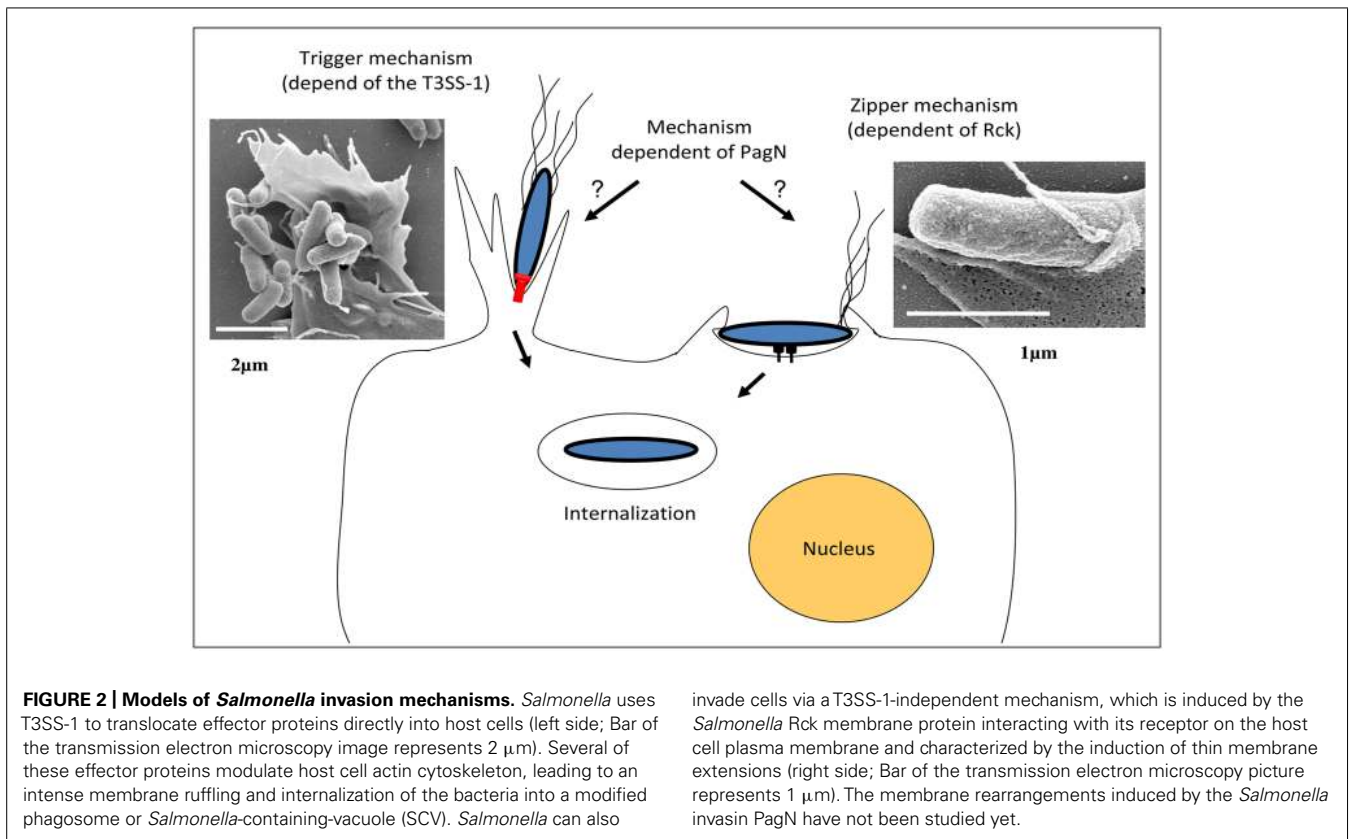 Trigger mechanism
(depend of the T3SS-1)
Mechanism
dependent of PagN
Zipper mechanism
(dependent of Rck)
?
?
2µm
1µm
Internalization
Nucleus
FIGURE 2 | Models of Salmonella invasion mechanisms. Salmonella uses
T3SS-1 to translocate effector proteins directly into host cells (left side; Bar of
the transmission electron microscopy image represents 2 µm). Several of
these effector proteins modulate host cell actin cytoskeleton, leading to an
intense membrane ruffling and internalization of the bacteria into a modified
phagosome or Salmonella-containing-vacuole (SCV). Salmonella can also
invade cells via a T3SS-1-independent mechanism, which is induced by the
Salmonella Rck membrane protein interacting with its receptor on the host
cell plasma membrane and characterized by the induction of thin membrane
extensions (right side; Bar of the transmission electron microscopy picture
represents 1 µm). The membrane rearrangements induced by the Salmonella
invasin PagN have not been studied yet.